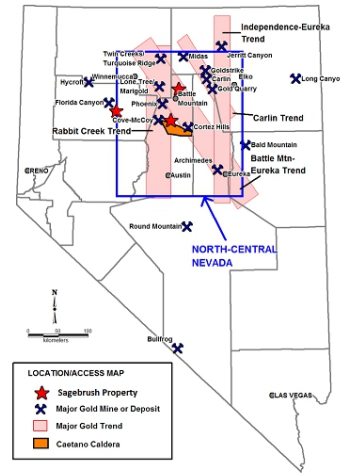 Independence-Eureka
Trend
Twin Creeks/
Turquoise Ridge
Midas
Jerritt Canyon
Goldstrike
Winnemucca
Carlin
Elko
Long Canyo
Hycroft
Lone Tree/
Marigold
Gold Quarry
Battle
Mountain
Florida Canyon
Phoenix
Cove-McCoy
Carlin Trend
Rabbit Creek Trend
Cortez Hills
Bald Mountain
Archimedes
Battle Mtn-
Eureka Trend
RENO
Austin
Eureka
Round Mountain
NORTH-CENTRAL
NEVADA
N
S
0 50 100
kilometers
Bullfrog
LOCATION/ACCESS MAP
Sagebrush Property
Major Gold Mine or Deposit
Major Gold Trend
Caetano Caldera
LAS VEGAS